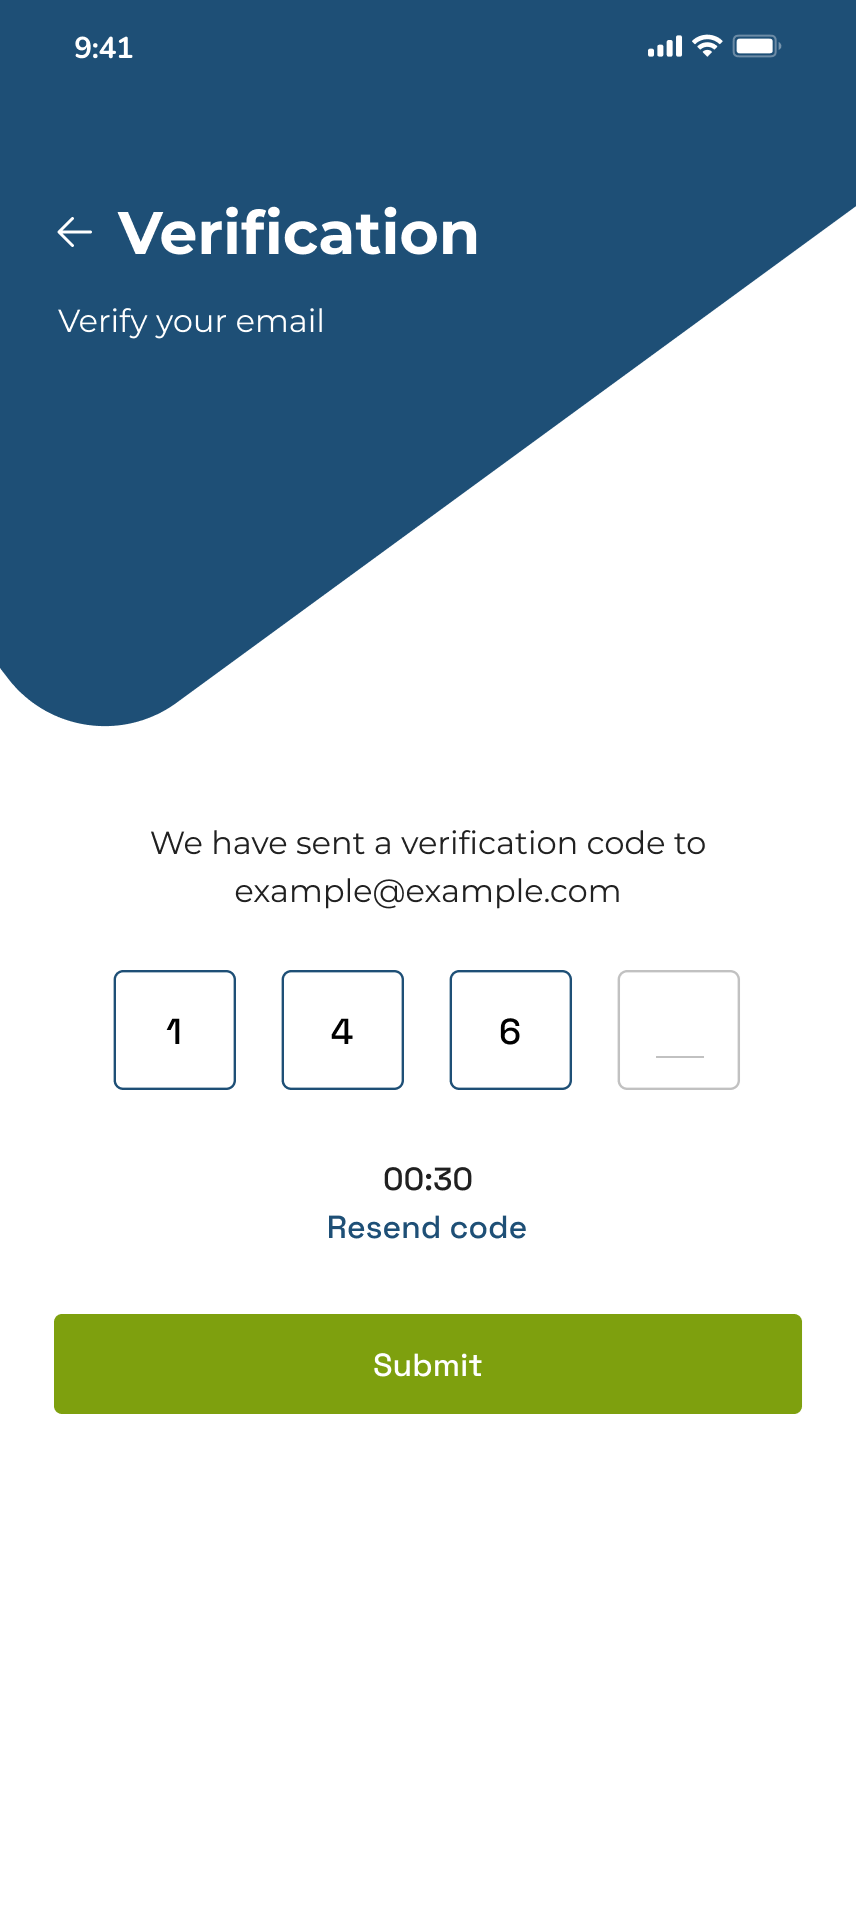 9:41
Verification
Verify your email
We have sent a verification code to
example@example.com
1 4 6
00:30
Resend code
Submit